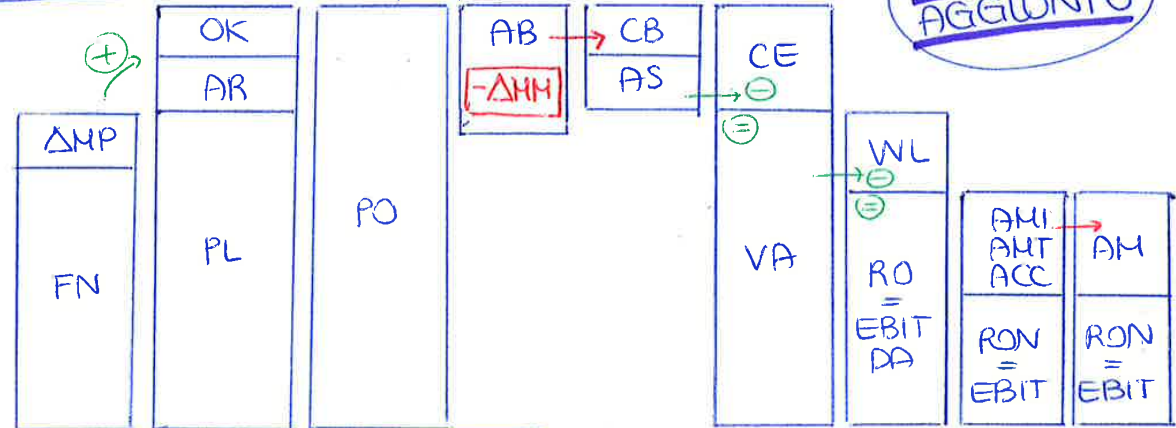 AGGIUNTO
+
OK
AR
ΔMP
FN
PL
PO
AB
-ΔMM
CB
AS
CE
-
=
VA
WL
-
=
RO
=
EBIT
DA
AMI
AMT
ACC
RON
=
EBIT
AM
RON
=
EBIT